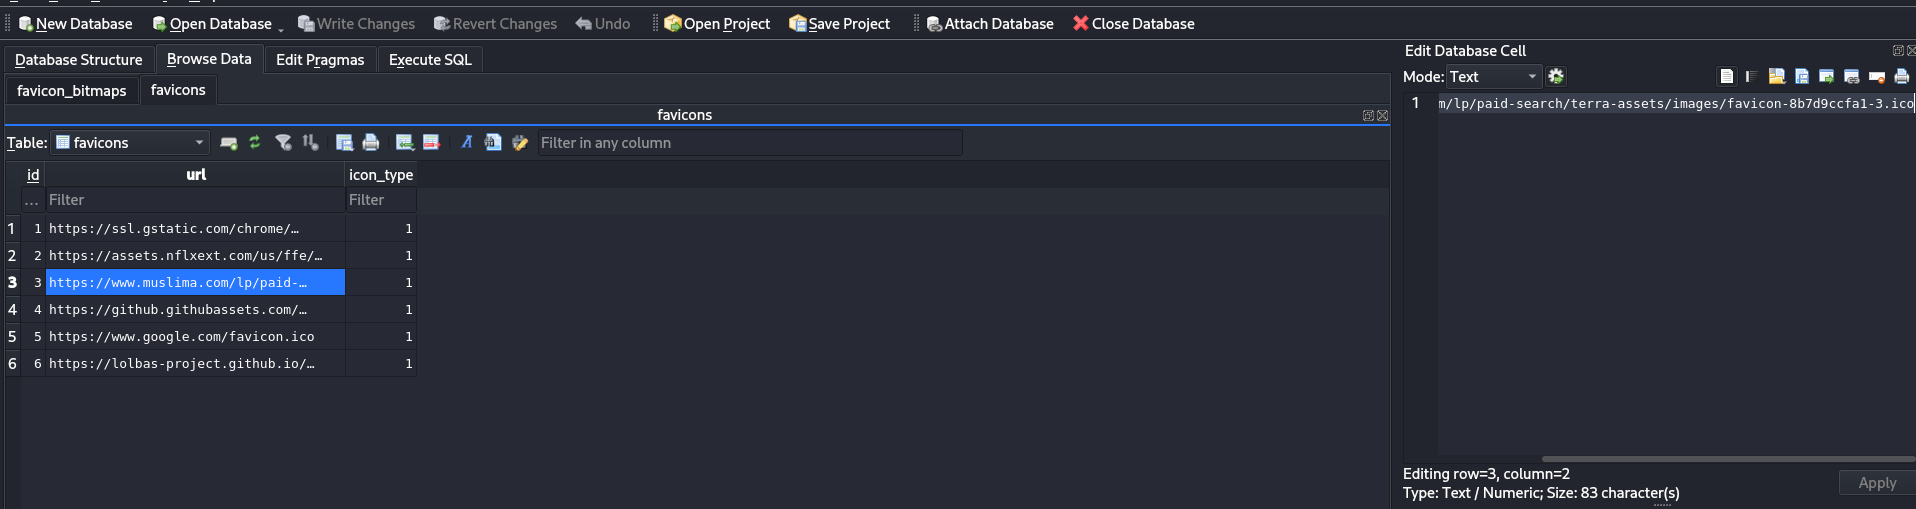 New Database Open Database Write Changes Revert Changes Undo Open Project Save Project Attach Database Close Database
Database Structure Browse Data Edit Pragmas Execute SQL
favicon_bitmaps favicons
favicons
Table: favicons Filter in any column
id url icon_type
... Filter Filter
1 1 https://ssl.gstatic.com/chrome/… 1
2 2 https://assets.nflxext.com/us/ffe/… 1
3 3 https://www.muslima.com/lp/paid-… 1
4 4 https://github.githubassets.com/… 1
5 5 https://www.google.com/favicon.ico 1
6 6 https://lolbas-project.github.io/… 1
Edit Database Cell
Mode: Text
1 m/lp/paid-search/terra-assets/images/favicon-8b7d9ccfa1-3.ico
Editing row=3, column=2
Type: Text / Numeric; Size: 83 character(s)
Apply